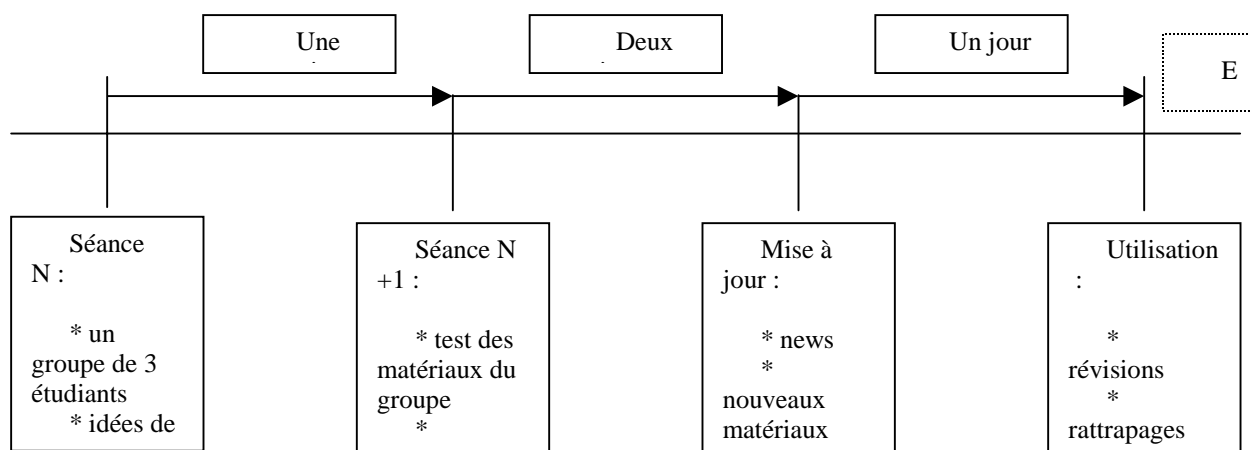 Une
Deux
Un jour
E
Séance
N :
* un
groupe de 3
étudiants
* idées de
Séance N
+1 :
* test des
matériaux du
groupe
*
Mise à
jour :
* news
*
nouveaux
matériaux
Utilisation
:
*
révisions
*
rattrapages